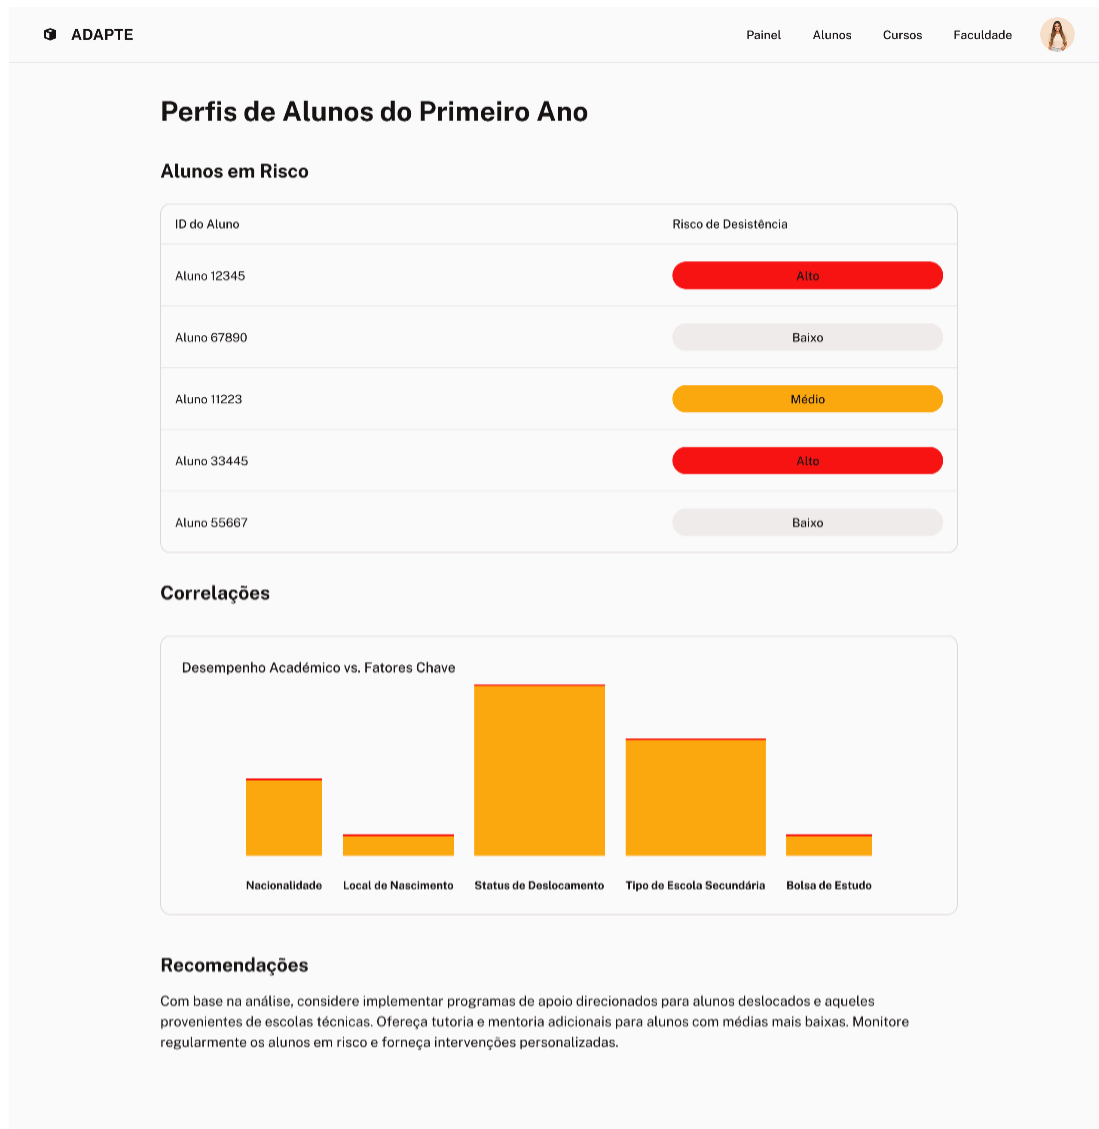 ADAPTE
Painel
Alunos
Cursos
Faculdade
Perfis de Alunos do Primeiro Ano
Alunos em Risco
ID do Aluno
Risco de Desistência
Aluno 12345
Alto
Aluno 67890
Baixo
Aluno 11223
Médio
Aluno 33445
Alto
Aluno 55667
Baixo
Correlações
Desempenho Académico vs. Fatores Chave
Nacionalidade
Local de Nascimento
Status de Deslocamento
Tipo de Escola Secundária
Bolsa de Estudo
Recomendações
Com base na análise, considere implementar programas de apoio direcionados para alunos deslocados e aqueles
provenientes de escolas técnicas. Ofereça tutoria e mentoria adicionais para alunos com médias mais baixas. Monitore
regularmente os alunos em risco e forneça intervenções personalizadas.